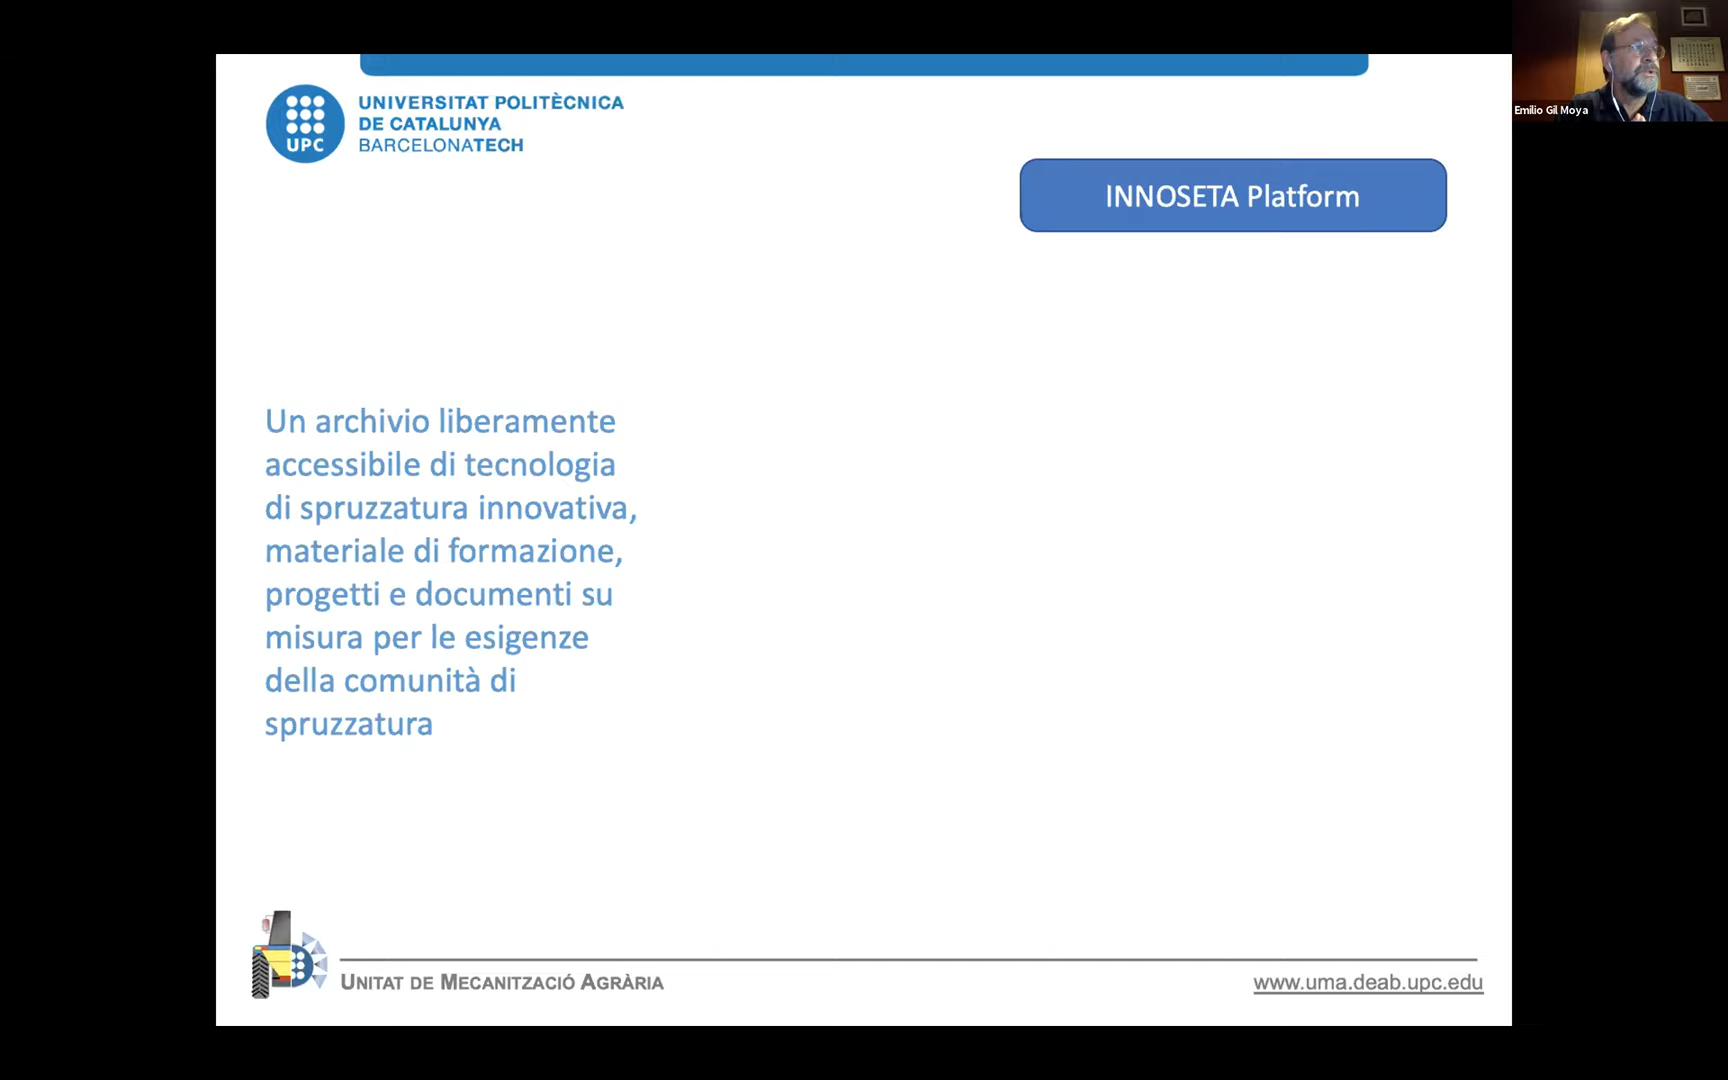 UNIVERSITAT POLITÈCNICA
DE CATALUNYA
BARCELONATECH
UPC
Emilio Gil Moya
INNOSETA Platform
Un archivio liberamente
accessibile di tecnologia
di spruzzatura innovativa,
materiale di formazione,
progetti e documenti su
misura per le esigenze
della comunità di
spruzzatura
UNITAT DE MECANITZACIÓ AGRÀRIA
www.uma.deab.upc.edu